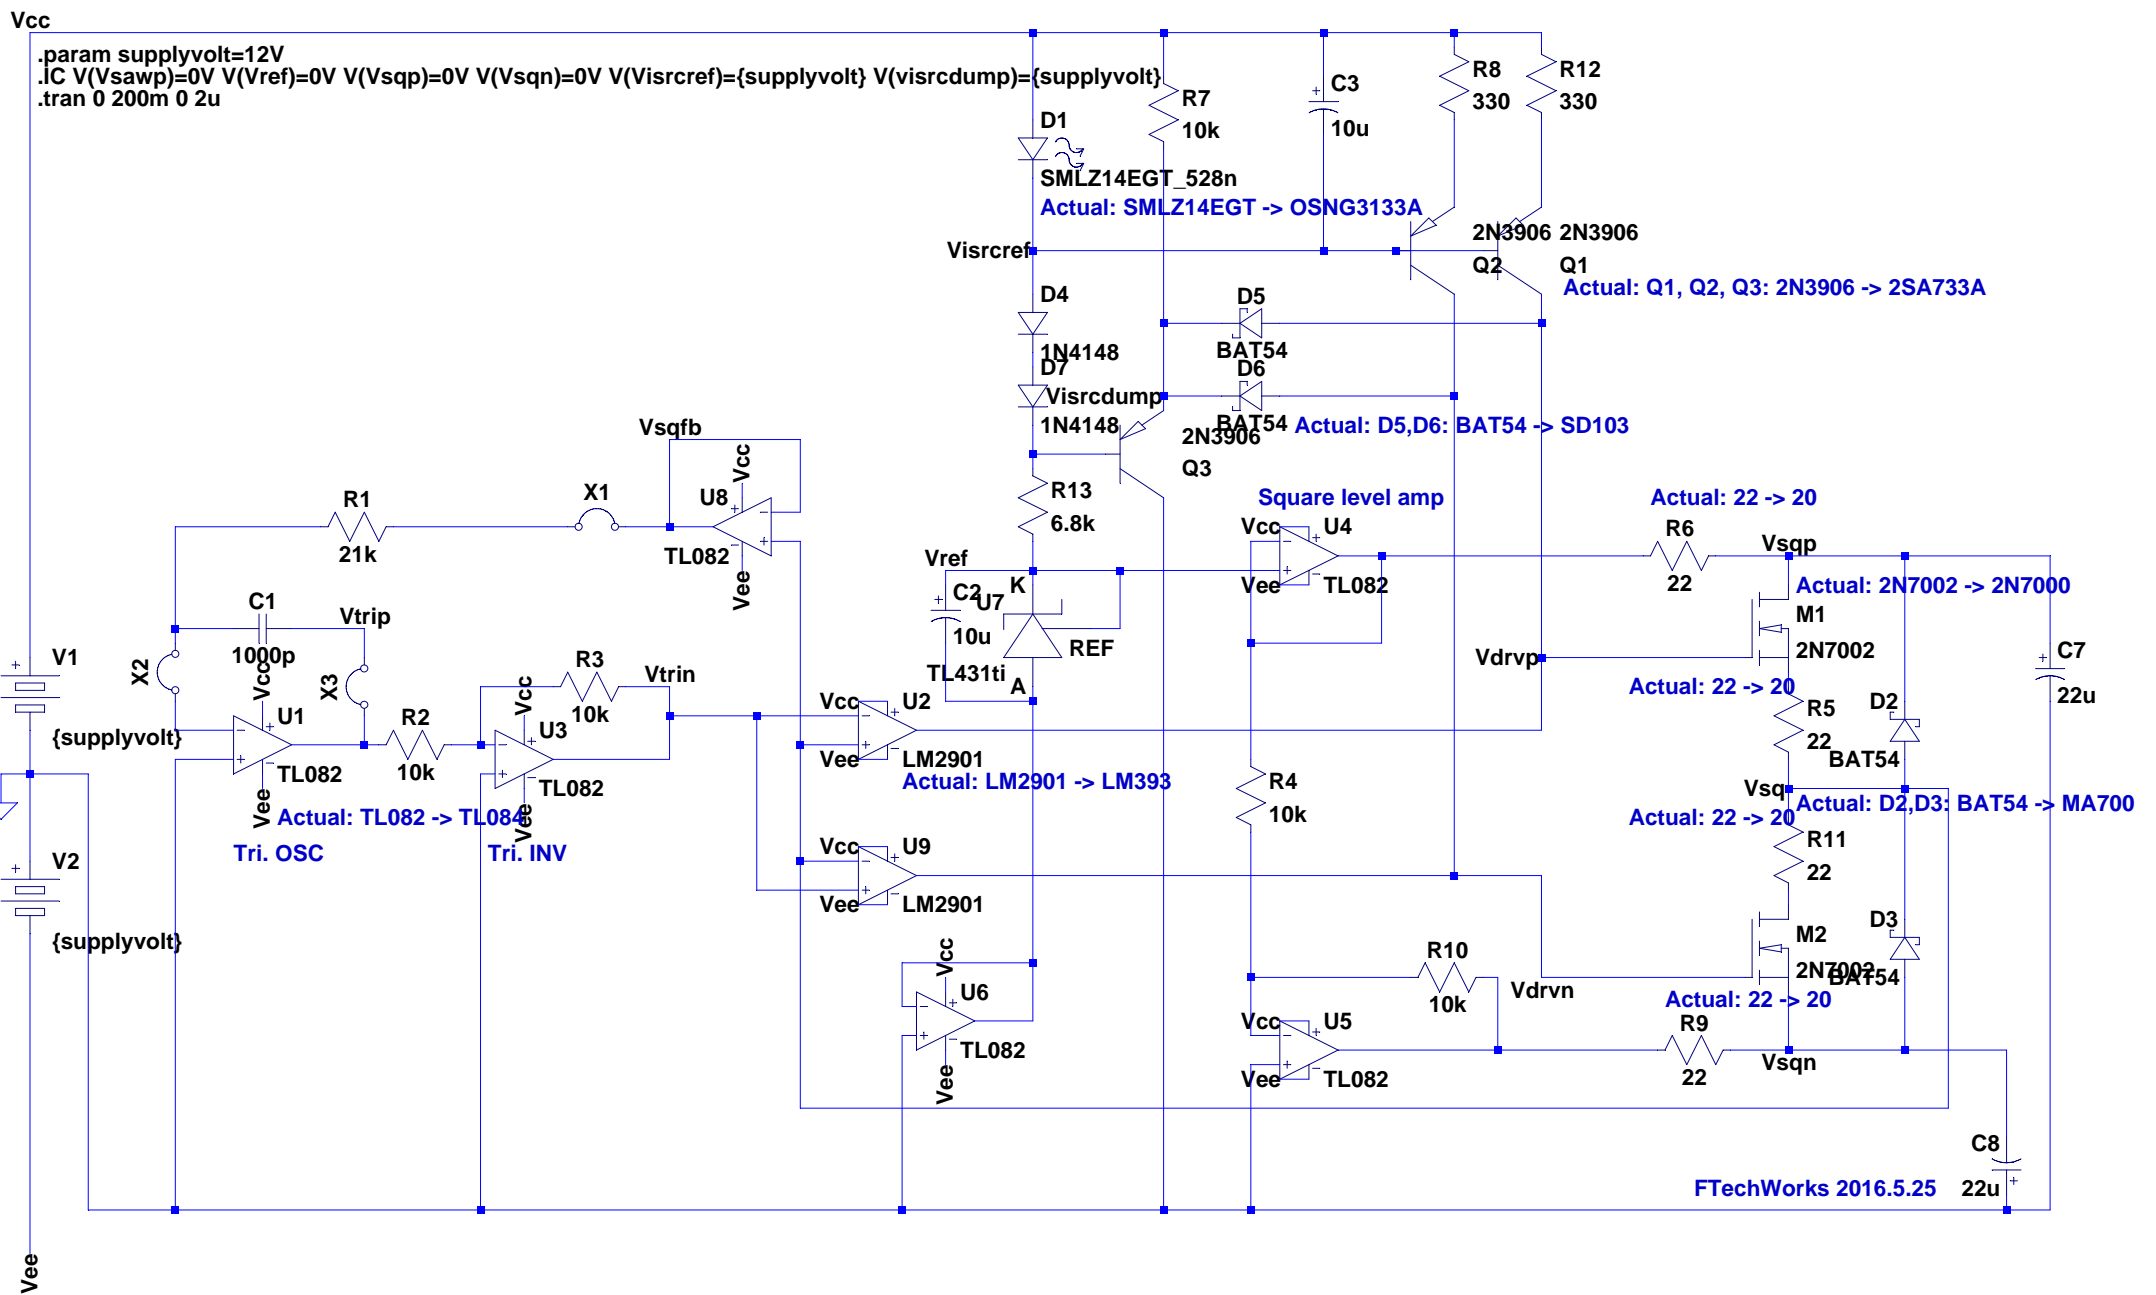 Vcc
.param supplyvolt=12V
.IC V(Vsawp)=0V V(Vref)=0V V(Vsqp)=0V V(Vsqn)=0V V(Visrcref)={supplyvolt} V(visrcdump)={supplyvolt}
.tran 0 200m 0 2u
R7
10k
C3
10u
R8
330
R12
330
D1
SMLZ14EGT_528n
Actual: SMLZ14EGT -> OSNG3133A
Visrcref
2N3906
Q2
2N3906
Q1
Actual: Q1, Q2, Q3: 2N3906 -> 2SA733A
D4
1N4148
D5
BAT54
D7
1N4148
Visrcdump
D6
BAT54
Actual: D5,D6: BAT54 -> SD103
2N3906
Q3
Vsqfb
Vcc
U8
TL082
Vee
X1
R1
21k
R13
6.8k
Square level amp
Actual: 22 -> 20
Vcc
U4
Vee
TL082
R6
22
Vsqp
Vref
K
C2
10u
U7
REF
TL431ti
A
Actual: 2N7002 -> 2N7000
M1
2N7002
C1
1000p
Vtrip
X2
X3
V1
{supplyvolt}
Vcc
U1
TL082
Vee
R2
10k
R3
10k
Vtrin
Vcc
U3
TL082
Vee
Actual: TL082 -> TL084
Tri. OSC
Tri. INV
Vcc
U2
Vee
LM2901
Actual: LM2901 -> LM393
Vdrvp
Actual: 22 -> 20
R5
22
D2
BAT54
C7
22u
Vsq
Actual: D2,D3: BAT54 -> MA700
Actual: 22 -> 20
R4
10k
R11
22
Vcc
U9
Vee
LM2901
V2
{supplyvolt}
Vcc
U6
TL082
Vee
R10
10k
Vdrvn
M2
2N7002
D3
BAT54
Actual: 22 -> 20
Vcc
U5
Vee
TL082
R9
22
Vsqn
C8
22u
FTechWorks 2016.5.25
Vee